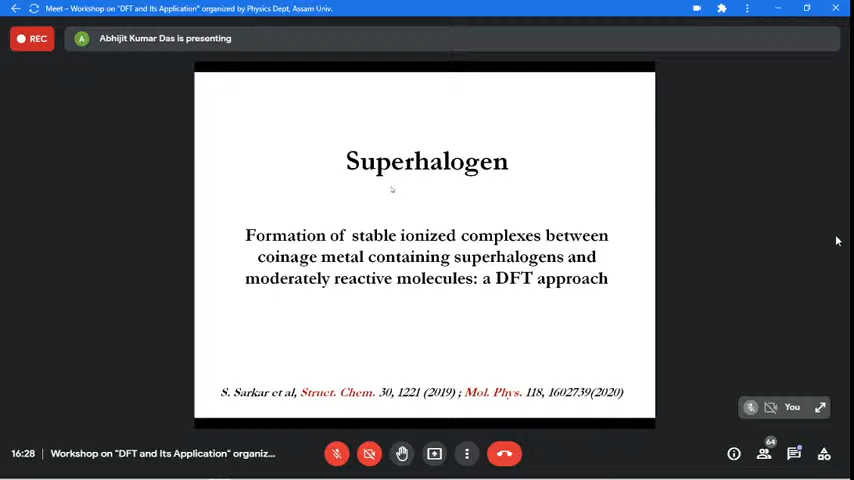 Meet – Workshop on "DFT and Its Application" organized by Physics Dept, Assam Univ.
REC
A
Abhijit Kumar Das is presenting
Superhalogen
Formation of stable ionized complexes between
coinage metal containing superhalogens and
moderately reactive molecules: a DFT approach
S. Sarkar et al, Struct. Chem. 30, 1221 (2019) ; Mol. Phys. 118, 1602739(2020)
You
64
16:28
Workshop on "DFT and Its Application" organiz...